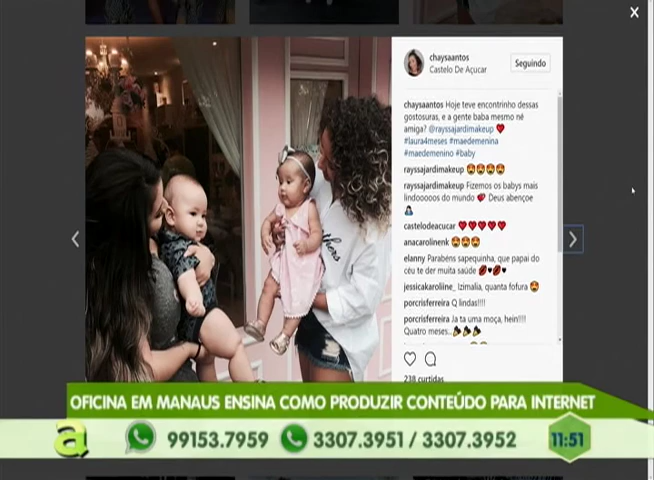 chaysaantos
Castelo De Açucar
Seguindo
chaysaantos Hoje teve encontrinho dessas
gostosuras, e a gente baba mesmo né
amiga? @rayssajardimakeup ❤
#laura4meses #maedemenina
#maedemenino #baby
rayssajardimakeup 😍😍😍😍
rayssajardimakeup Fizemos os babys mais
lindooooos do mundo 💕 Deus abençoe
castelodeacucar ❤❤❤❤❤
anacarolinenk 😍😍😍
elanny Parabéns sapequinha, que papai do
céu te der muita saúde 💋♥💋♥
jessicakaroliine_ Izimalia, quanta fofura 😍
porcrisferreira Q lindas!!!!
porcrisferreira Ja ta uma moça, hein!!!!
Quatro meses...🎉🎉🎉
238 curtidas
OFICINA EM MANAUS ENSINA COMO PRODUZIR CONTEÚDO PARA INTERNET
a 99153.7959 3307.3951 / 3307.3952 11:51